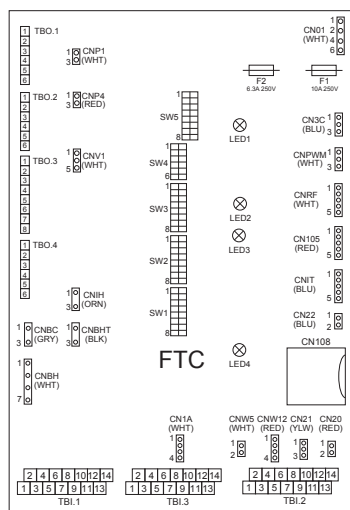 1
2
3
4
5
6
TBO.1
1
3
CNP1
(WHT)
1
2
4
6
CN01
(WHT)
F2
6.3A 250V
F1
10A 250V
1
2
3
4
5
6
TBO.2
1
3
CNP4
(RED)
1
8
SW5
LED1
1
3
CN3C
(BLU)
1
2
3
4
5
6
7
8
TBO.3
1
5
CNV1
(WHT)
1
6
SW4
1
3
CNPWM
(WHT)
1
8
SW3
LED2
1
5
CNRF
(WHT)
1
2
3
4
5
6
TBO.4
1
8
SW2
LED3
1
5
CN105
(RED)
1
5
CNIT
(BLU)
1
3
CNIH
(ORN)
1
8
SW1
1
2
CN22
(BLU)
1
3
CNBC
(GRY)
1
3
CNBHT
(BLK)
CN108
FTC
LED4
1
7
CNBH
(WHT)
CN1A
(WHT)
1
4
CNW5
(WHT)
1
2
CNW12
(RED)
1
4
CN21
(YLW)
1
3
CN20
(RED)
1
2
2 4 6 8 10 12 14
1 3 5 7 9 11 13
TBI.1
2 4 6 8 10 12 14
1 3 5 7 9 11 13
TBI.3
2 4 6 8 10 12 14
1 3 5 7 9 11 13
TBI.2